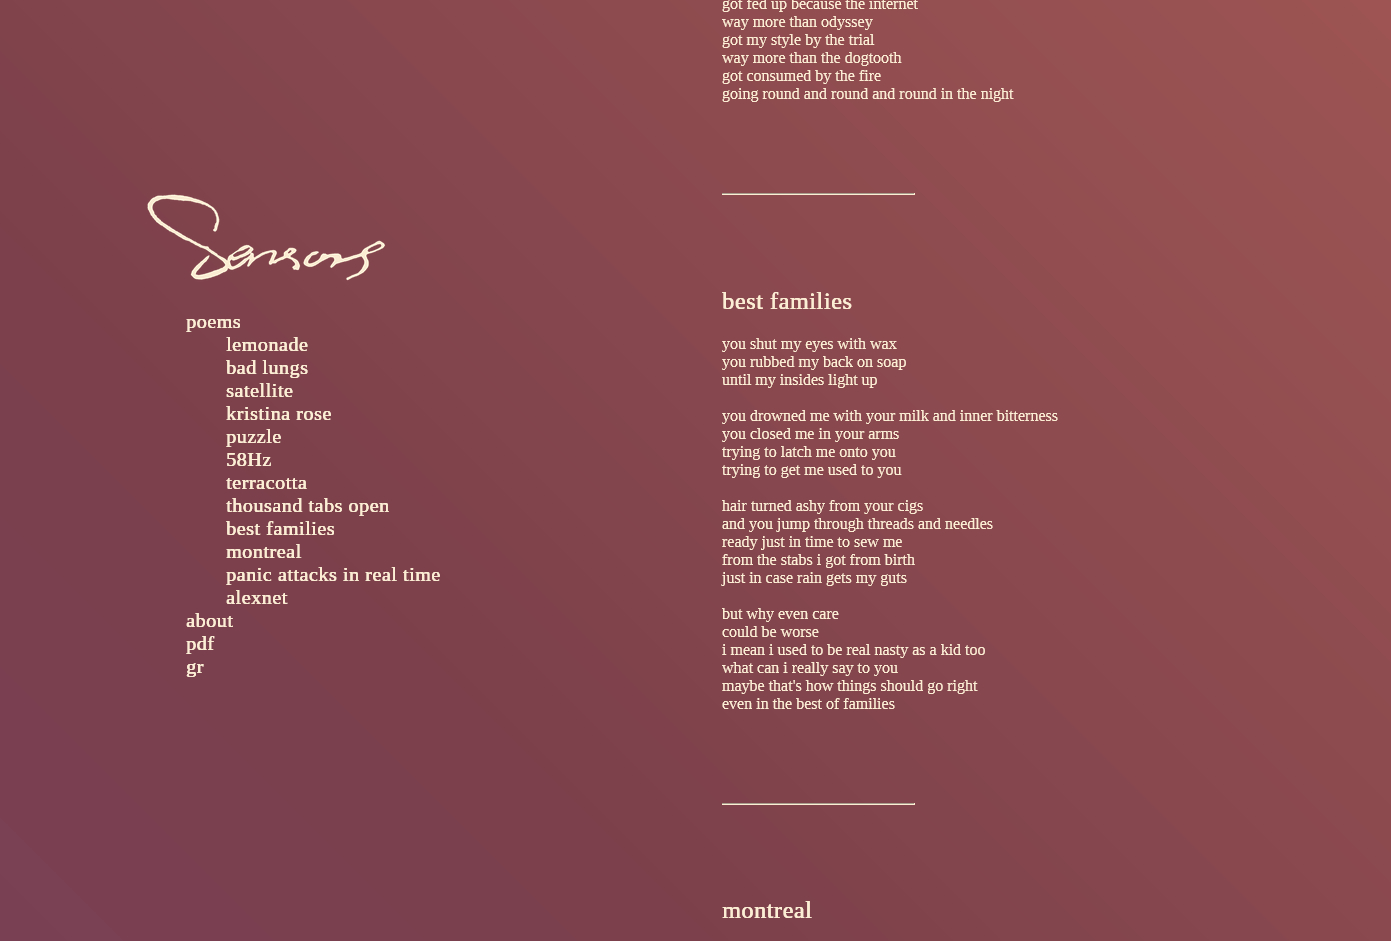 Sensons
poems
lemonade
bad lungs
satellite
kristina rose
puzzle
58Hz
terracotta
thousand tabs open
best families
montreal
panic attacks in real time
alexnet
about
pdf
gr
got fed up because the internet
way more than odyssey
got my style by the trial
way more than the dogtooth
got consumed by the fire
going round and round and round in the night
best families
you shut my eyes with wax
you rubbed my back on soap
until my insides light up
you drowned me with your milk and inner bitterness
you closed me in your arms
trying to latch me onto you
trying to get me used to you
hair turned ashy from your cigs
and you jump through threads and needles
ready just in time to sew me
from the stabs i got from birth
just in case rain gets my guts
but why even care
could be worse
i mean i used to be real nasty as a kid too
what can i really say to you
maybe that's how things should go right
even in the best of families
montreal